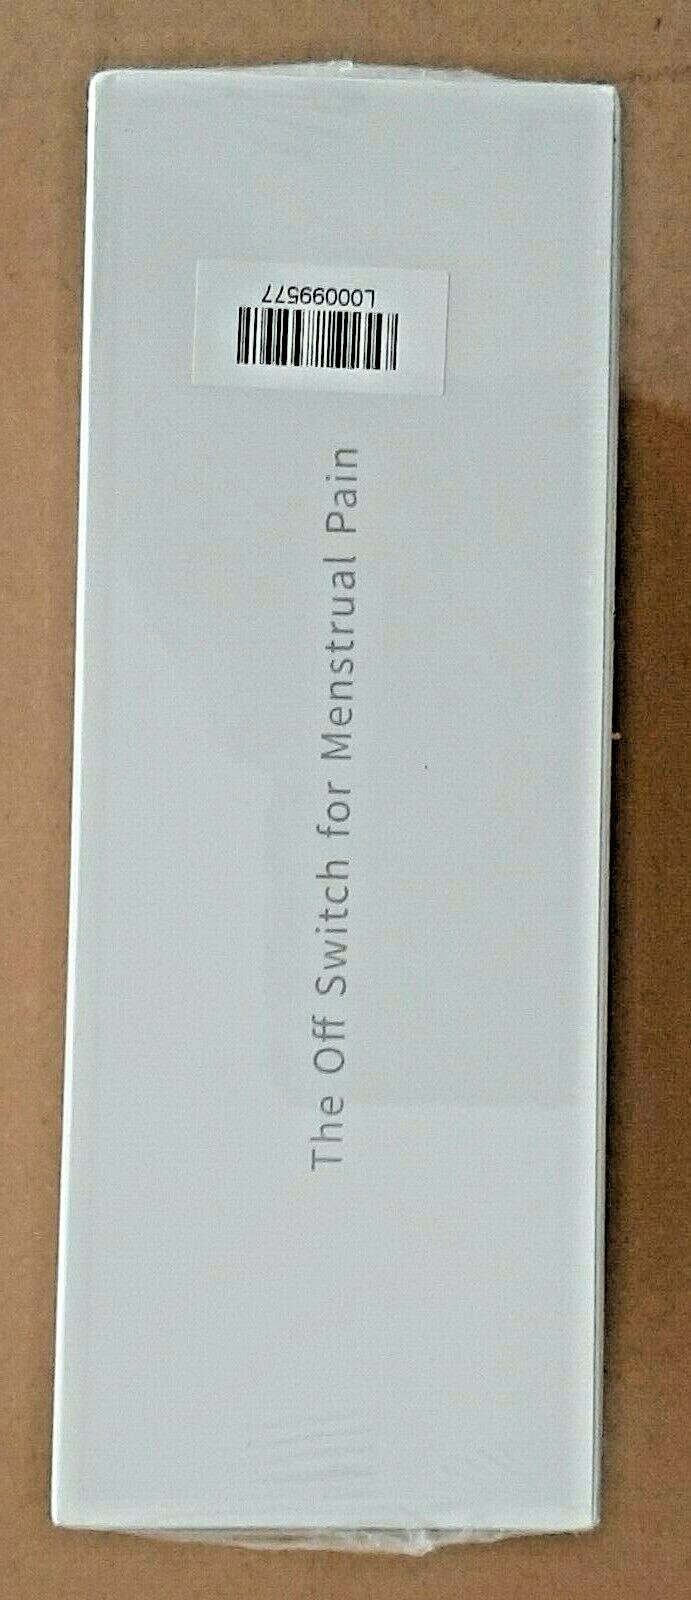 L00099577
The Off Switch for Menstrual Pain